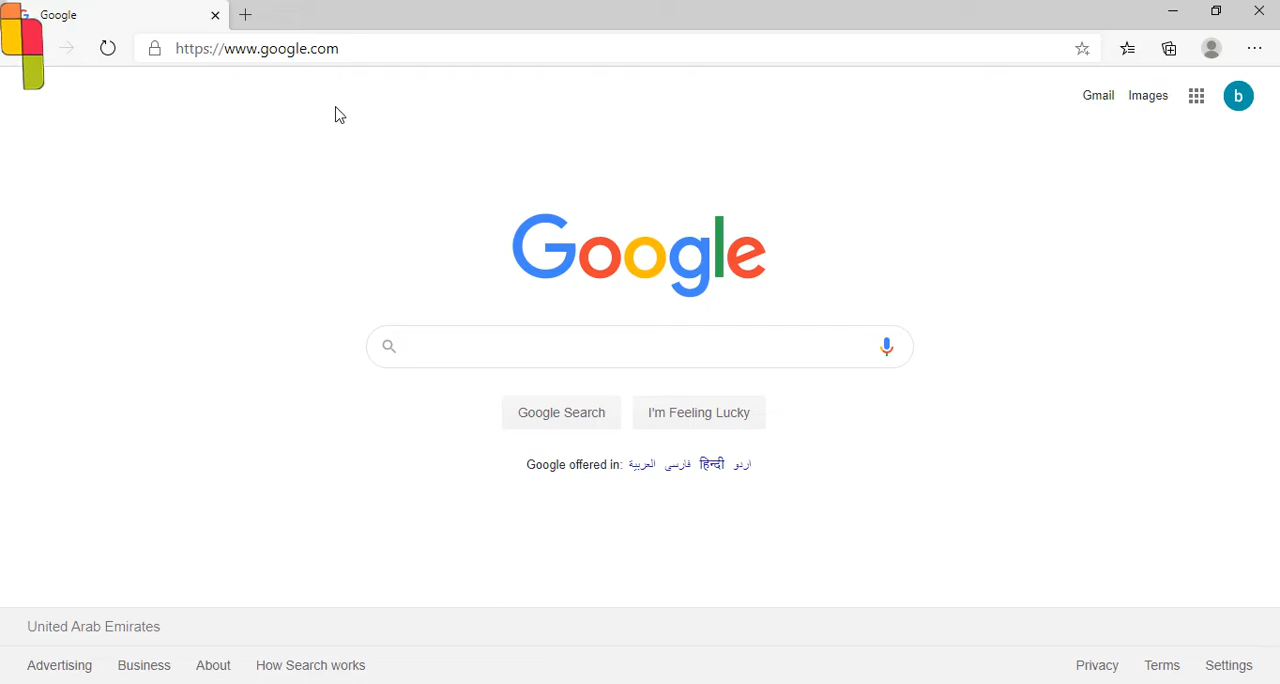 Google
https://www.google.com
Gmail Images
b
Google
Google Search I'm Feeling Lucky
Google offered in: العربية فارسی हिन्दी اردو
United Arab Emirates
Advertising Business About How Search works Privacy Terms Settings